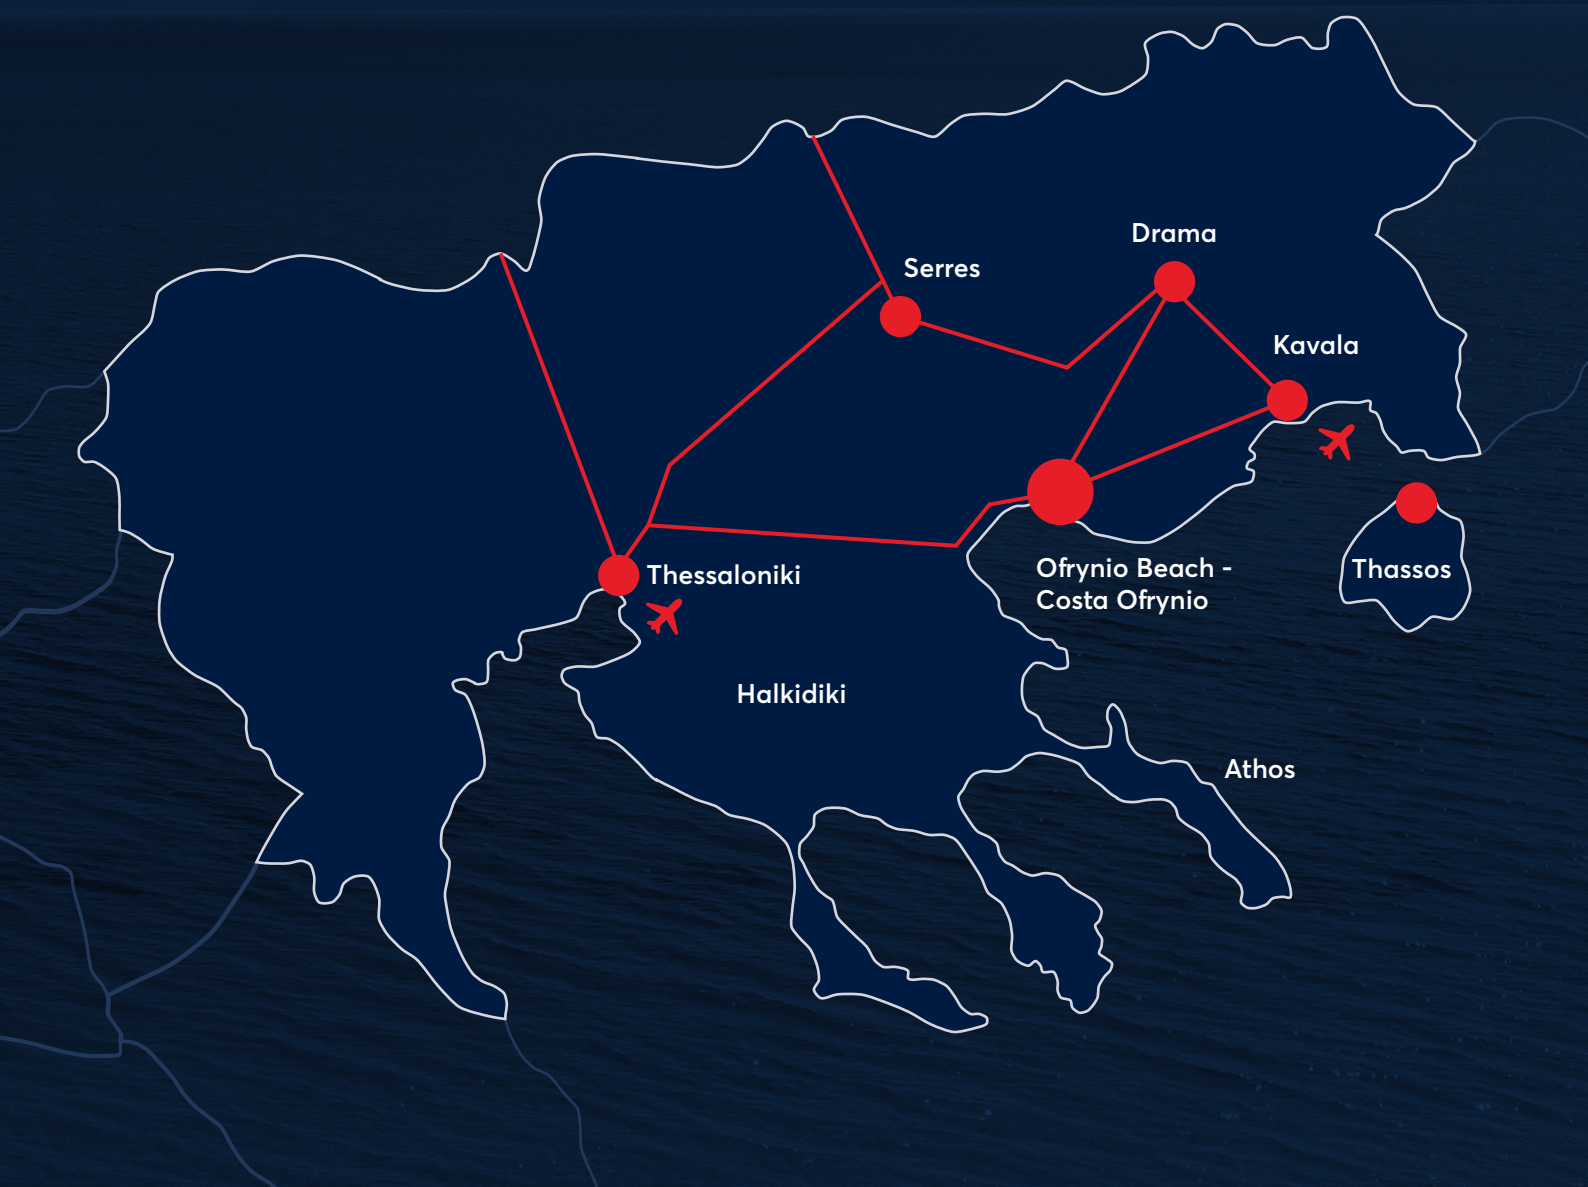 Drama
Serres
Kavala
Ofrynio Beach -
Costa Ofrynio
Thassos
Thessaloniki
Halkidiki
Athos